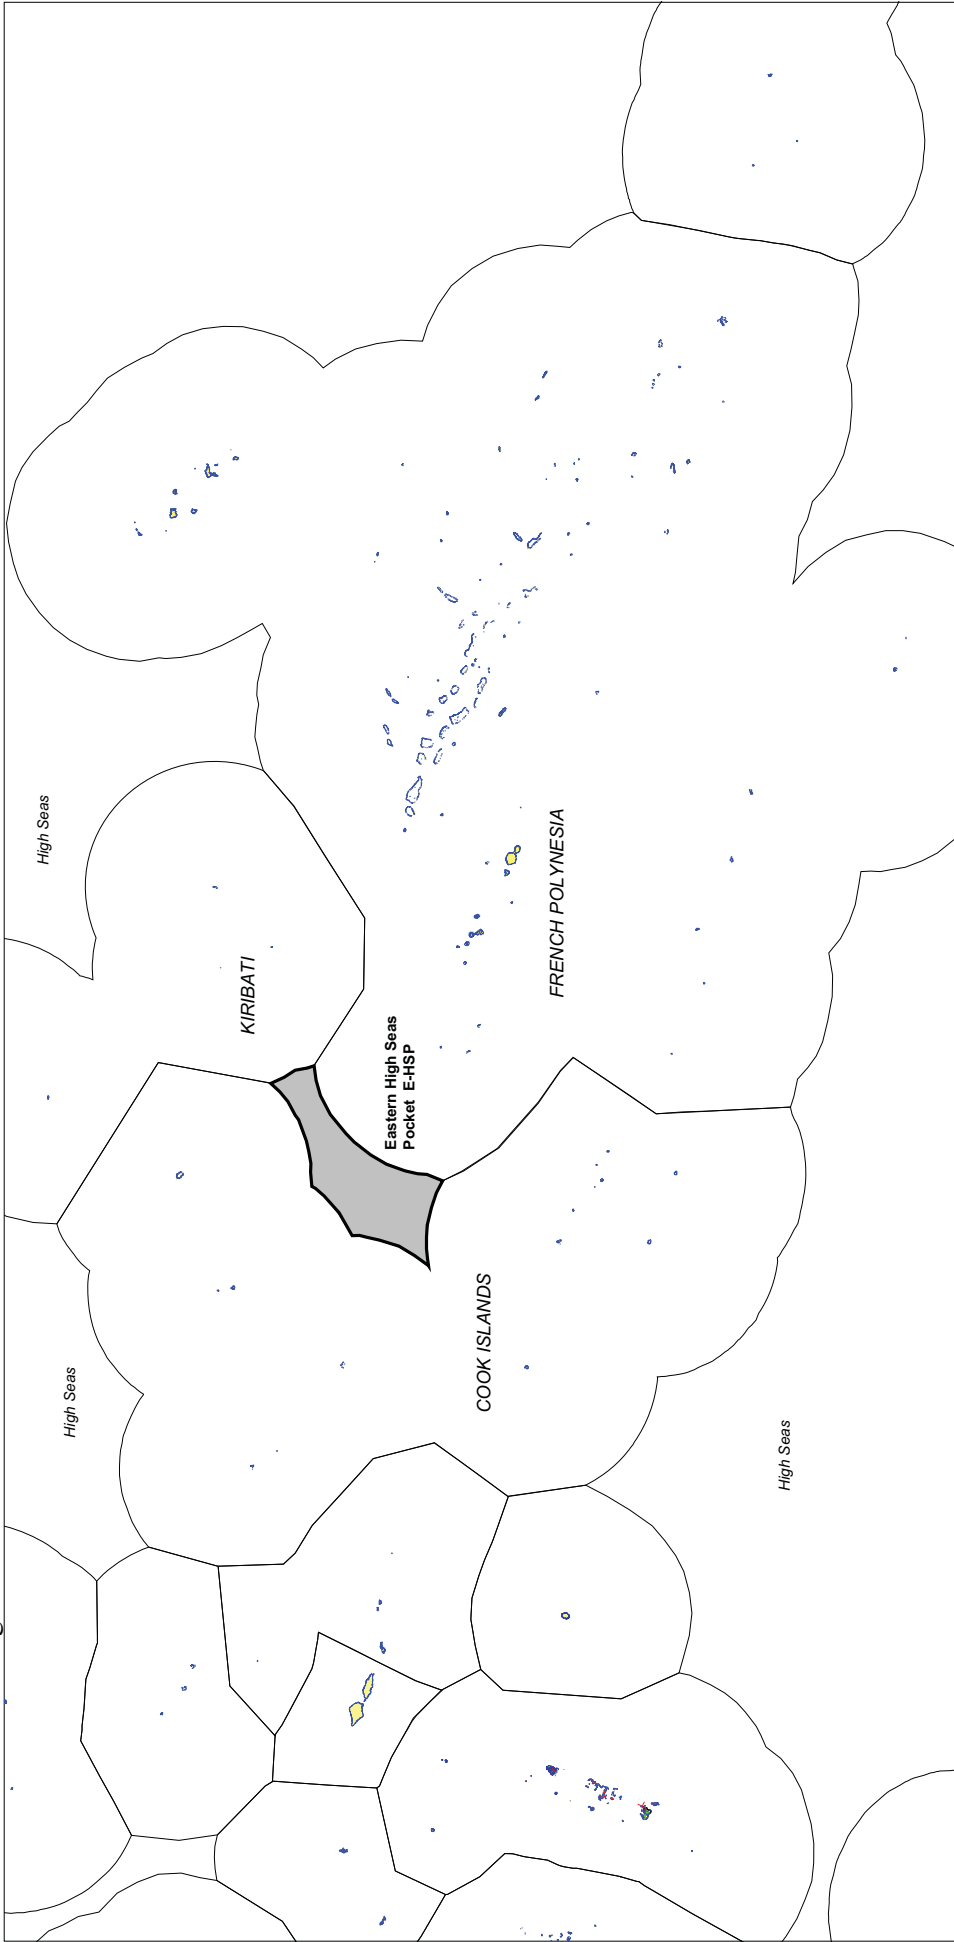 High Seas
High Seas
KIRIBATI
Eastern High Seas
Pocket E-HSP
COOK ISLANDS
FRENCH POLYNESIA
High Seas